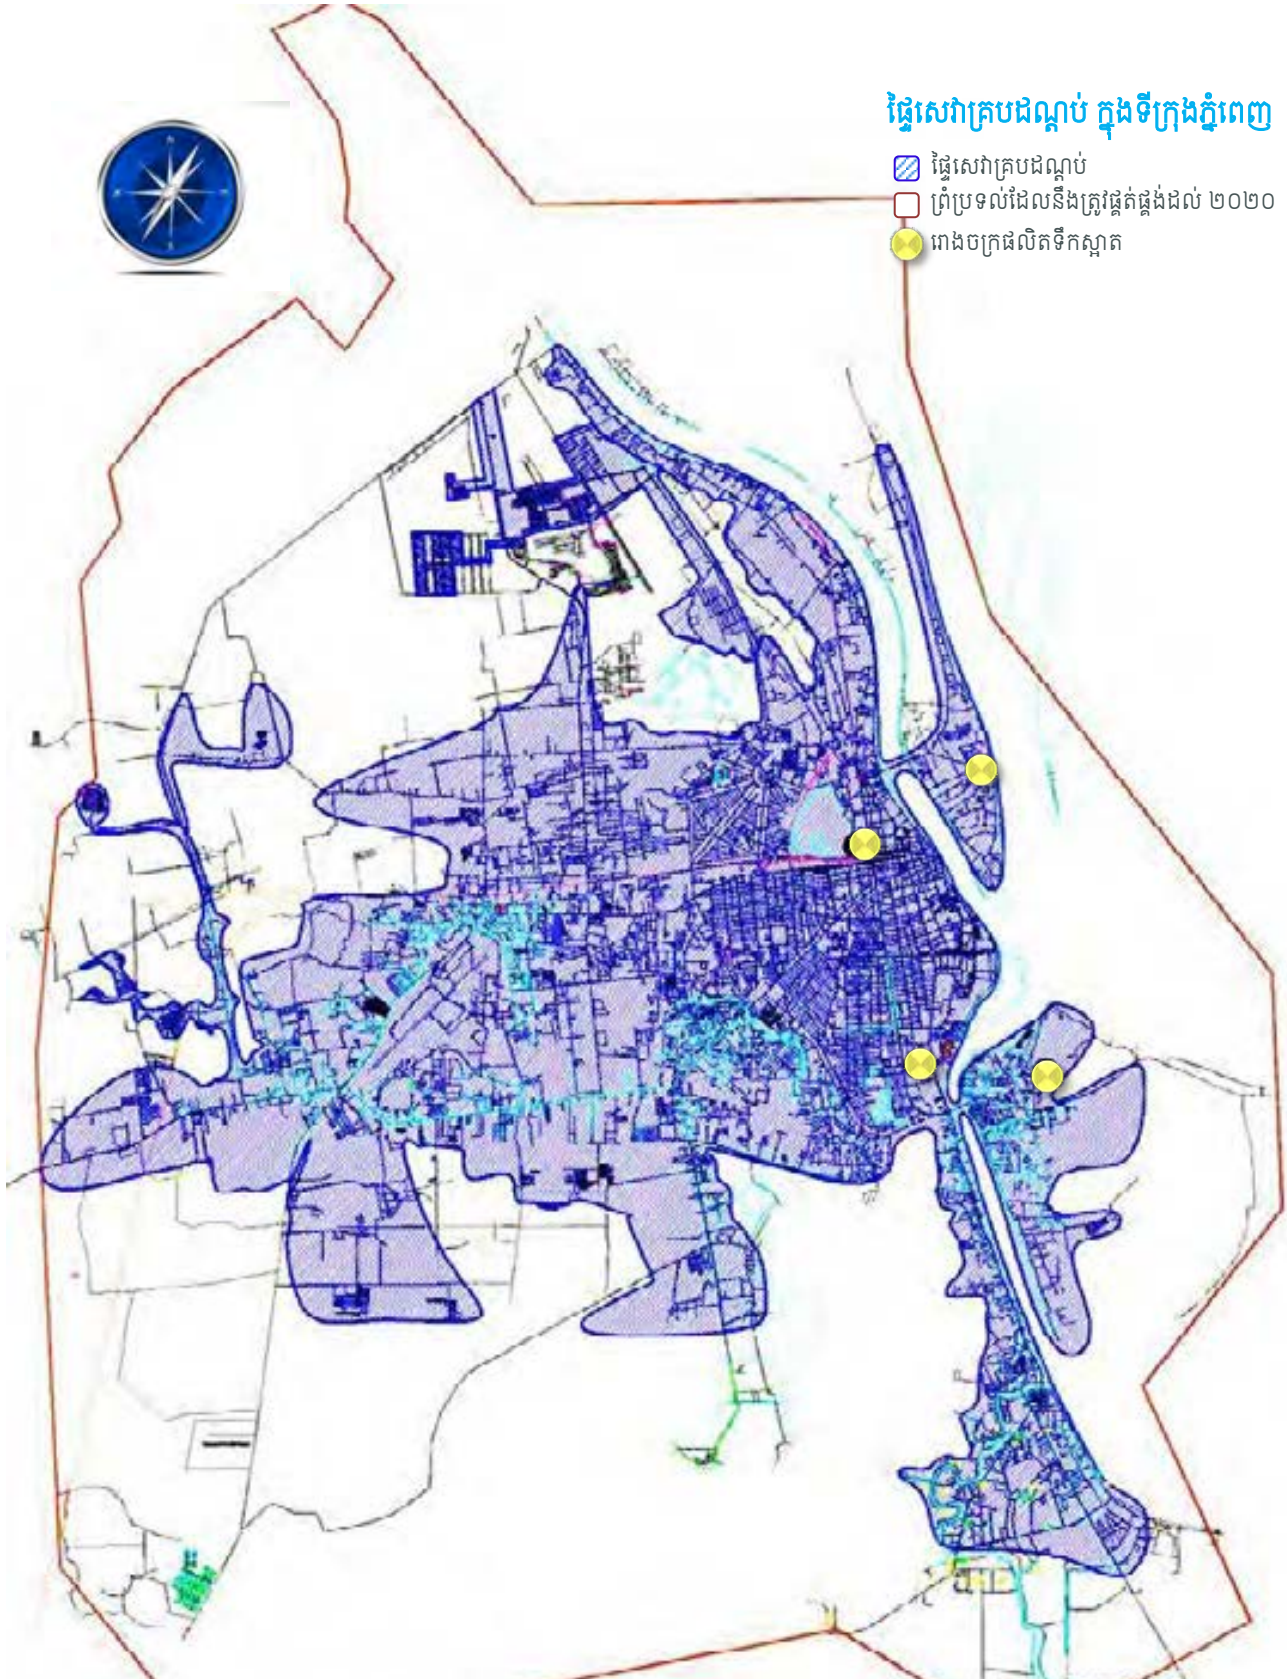 ផ្ទៃសេវាគ្របដណ្តប់ ក្នុងទីក្រុងភ្នំពេញ
ផ្ទៃសេវាគ្របដណ្តប់
ព្រំប្រទល់ដែលនឹងត្រូវផ្គត់ផ្គង់ដល់ ២០២០
រោងចក្រផលិតទឹកស្អាត